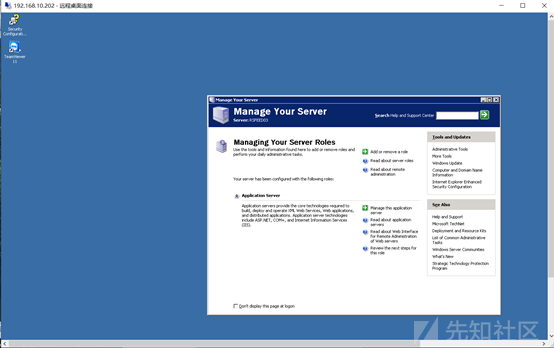 192.168.10.202 - 远程桌面连接
Security
Configurati...
TeamViewer
11
Manage Your Server
Manage Your Server
Server:
Search Help and Support Center
Managing Your Server Roles
Use the tools and information found here to add or remove roles and
perform your daily administrative tasks.
Your server has been configured with the following roles:
Application Server
Application servers provide the core technologies required to
build, deploy and operate XML Web Services, Web applications,
and distributed applications. Application server technologies
include ASP.NET, COM+, and Internet Information Services
(IIS).
Add or remove a role
Read about server roles
Read about remote
administration
Manage this application
server
Read about application
servers
Read about Web Interface
for Remote Administration
of Web servers
Review the next steps for
this role
Tools and Updates
Administrative Tools
More Tools
Windows Update
Computer and Domain Name
Information
Internet Explorer Enhanced
Security Configuration
See Also
Help and Support
Microsoft TechNet
Deployment and Resource Kits
List of Common Administrative
Tasks
Windows Server Communities
What's New
Strategic Technology Protection
Program
Don't display this page at logon
先知社区